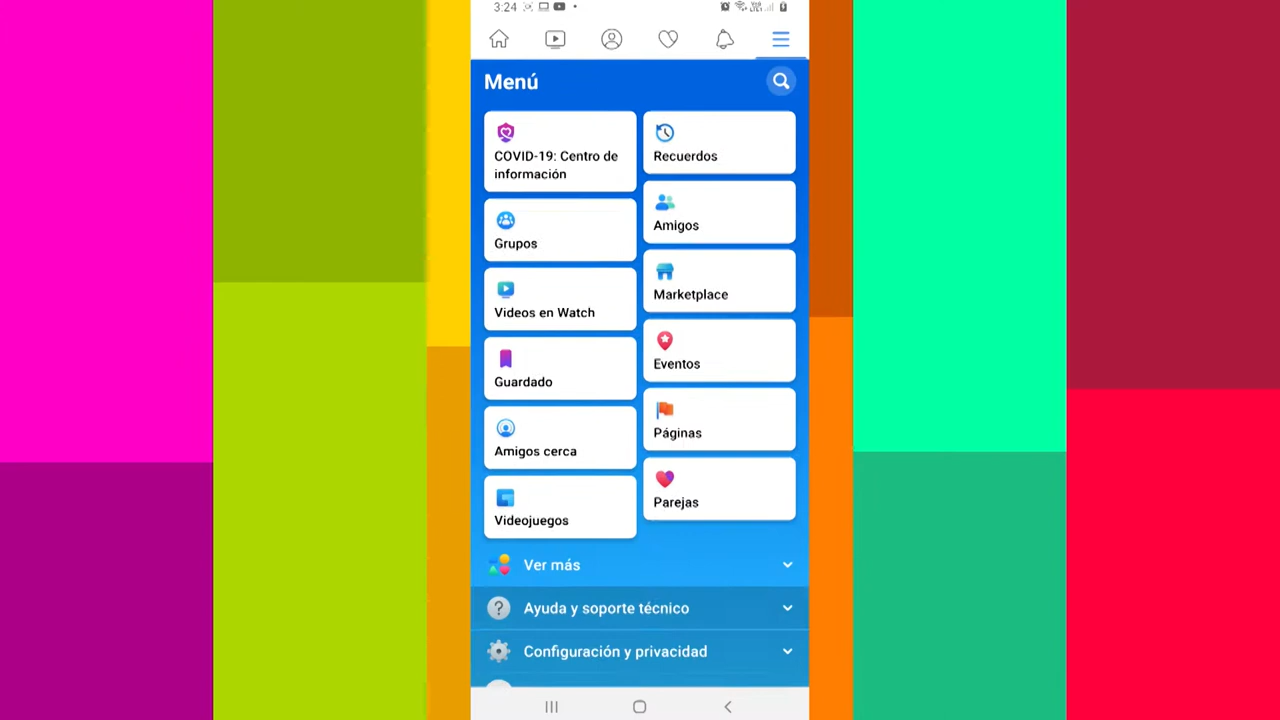 3:24
Menú
COVID-19: Centro de
información
Recuerdos
Grupos
Amigos
Videos en Watch
Marketplace
Guardado
Eventos
Amigos cerca
Páginas
Videojuegos
Parejas
Ver más
Ayuda y soporte técnico
Configuración y privacidad